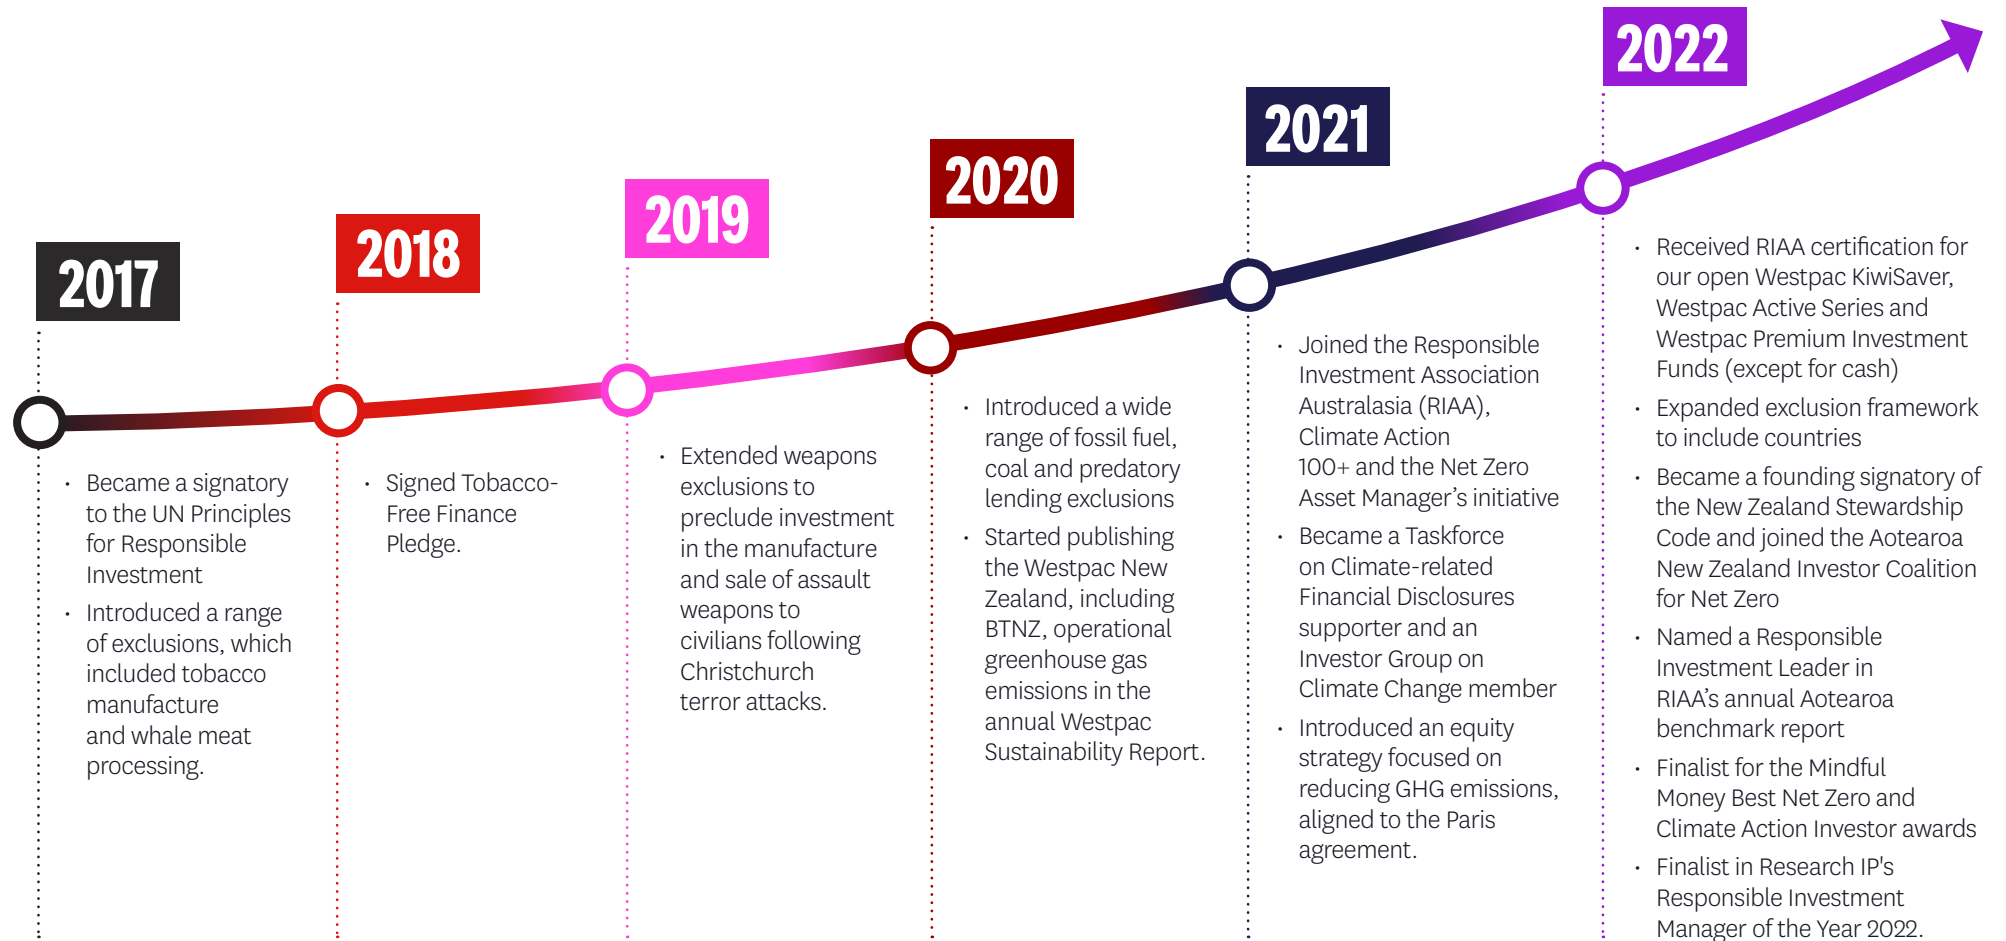 2017
• Became a signatory
to the UN Principles
for Responsible
Investment
• Introduced a range
of exclusions, which
included tobacco
manufacture
and whale meat
processing.
2018
• Signed Tobacco-
Free Finance
Pledge.
2019
• Extended weapons
exclusions to
preclude investment
in the manufacture
and sale of assault
weapons to
civilians following
Christchurch
terror attacks.
2020
• Introduced a wide
range of fossil fuel,
coal and predatory
lending exclusions
• Started publishing
the Westpac New
Zealand, including
BTNZ, operational
greenhouse gas
emissions in the
annual Westpac
Sustainability Report.
2021
• Joined the Responsible
Investment Association
Australasia (RIAA),
Climate Action
100+ and the Net Zero
Asset Manager’s initiative
• Became a Taskforce
on Climate-related
Financial Disclosures
supporter and an
Investor Group on
Climate Change member
• Introduced an equity
strategy focused on
reducing GHG emissions,
aligned to the Paris
agreement.
2022
• Received RIAA certification for
our open Westpac KiwiSaver,
Westpac Active Series and
Westpac Premium Investment
Funds (except for cash)
• Expanded exclusion framework
to include countries
• Became a founding signatory of
the New Zealand Stewardship
Code and joined the Aotearoa
New Zealand Investor Coalition
for Net Zero
• Named a Responsible
Investment Leader in
RIAA’s annual Aotearoa
benchmark report
• Finalist for the Mindful
Money Best Net Zero and
Climate Action Investor awards
• Finalist in Research IP's
Responsible Investment
Manager of the Year 2022.